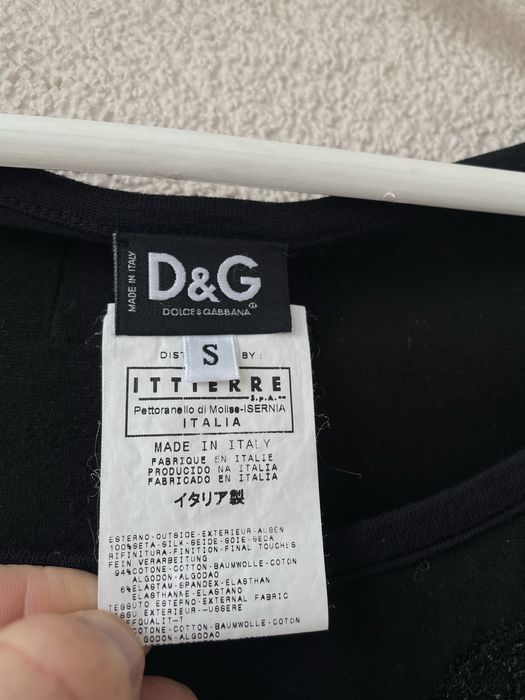 MADE IN ITALY
D&G
DOLCE&GABBANA
S
BY :
ITTIERRE
S.p.A.
Pettoranello di Molise-ISERNIA
ITALIA
MADE IN ITALY
FABRIQUE EN ITALIE
PRODUCIDO NA ITALIA
FABRICADO EN ITALIA
イタリア製
ESTERNO-OUTSIDE-EXTERIEUR-AUSEN
100%SETA-SILK-SEIDE-SOIE-SEDA
RIFINITURA-FINITION-FINAL TOUCHES
FEIN VERARBEITUNG
94%COTONE-COTTON-BAUMWOLLE-COTON
ALGODON-ALGODAO
6%ELASTAM-SPANDEX-ELASTHAN
ELASTHANNE-ELASTANO
TESSUTO ESTERNO-EXTERNAL FABRIC
TISSU EXTERIEUR--USSERE
COTONE-COTTON-BAUMWOLLE-COTON
ALGODON-ALGODAO